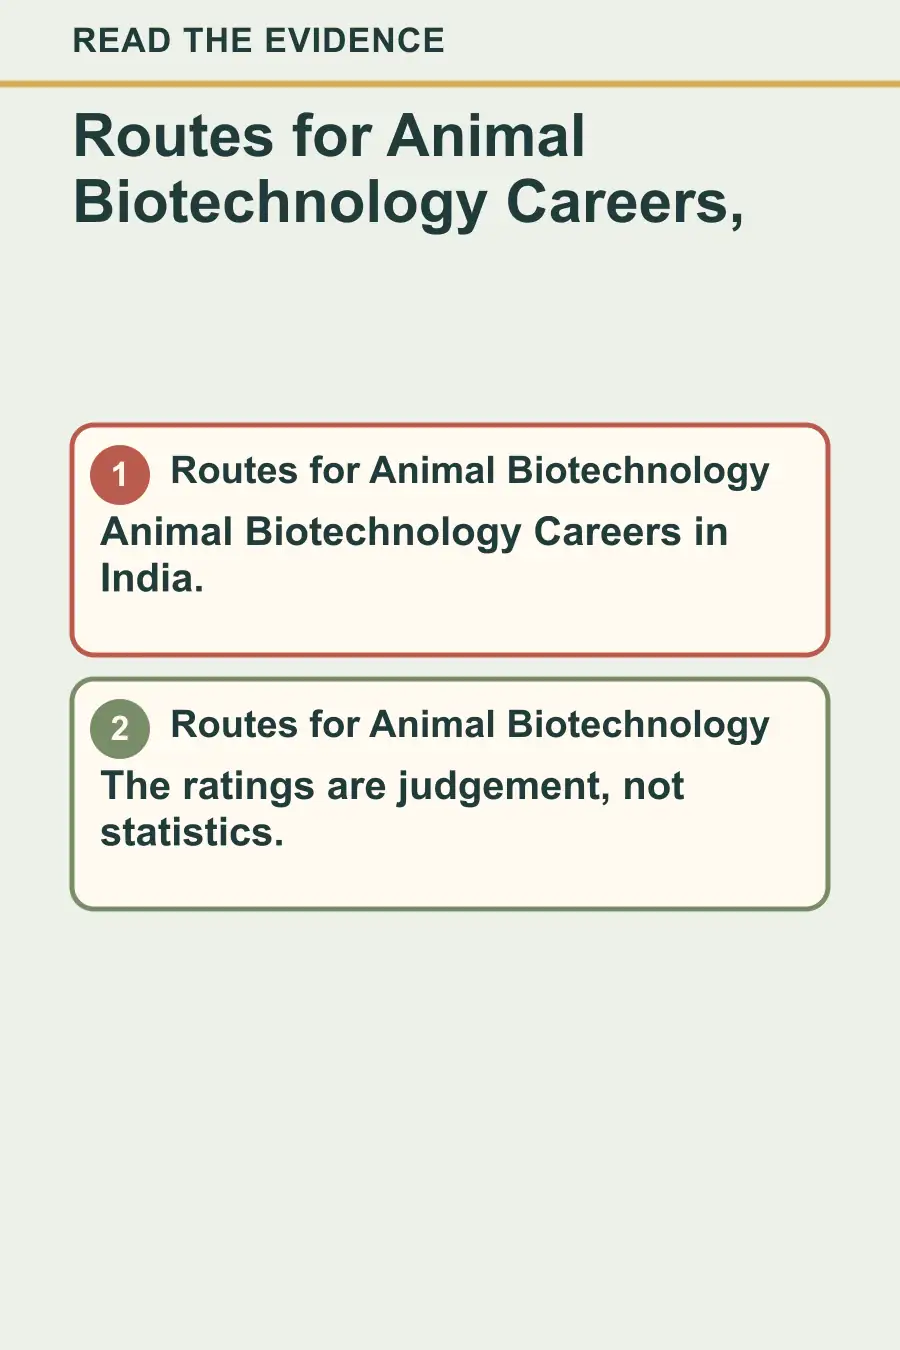 READ THE EVIDENCE
Routes for Animal
Biotechnology Careers,
1
Routes for Animal Biotechnology
Animal Biotechnology Careers in
India.
2
Routes for Animal Biotechnology
The ratings are judgement, not
statistics.